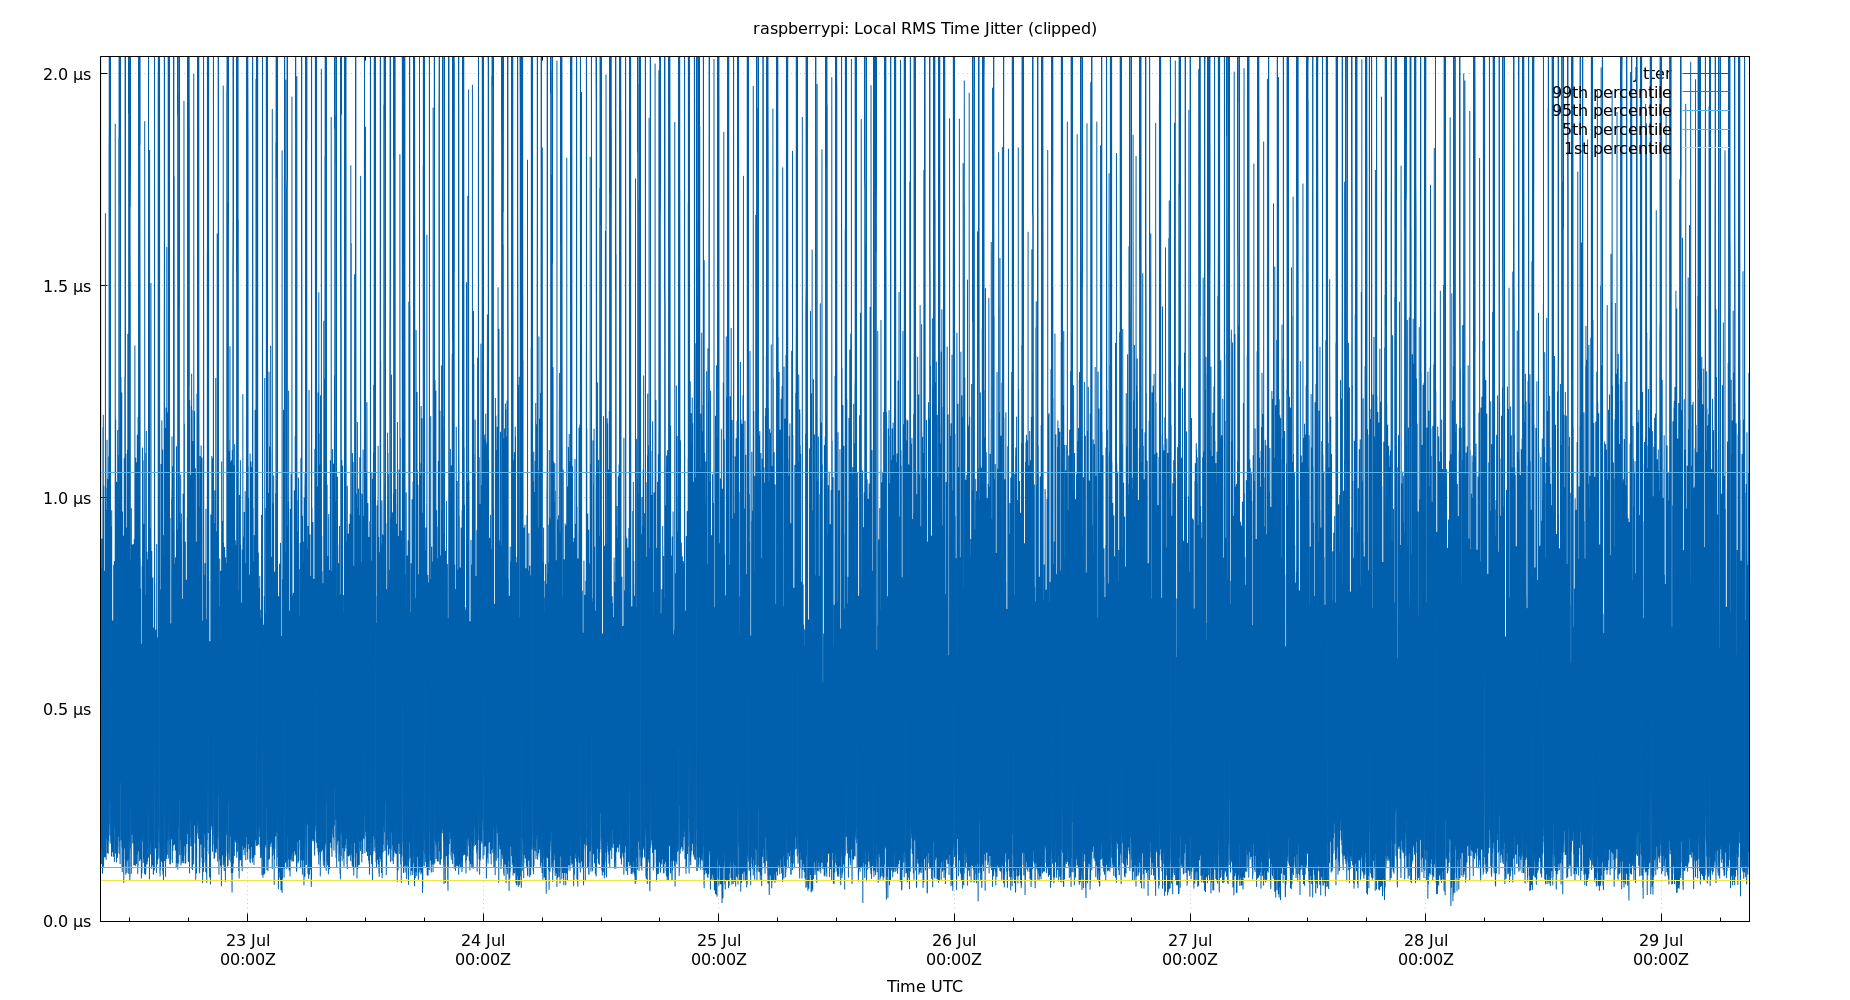 raspberrypi: Local RMS Time Jitter (clipped)
2.0 µs
1.5 µs
1.0 µs
0.5 µs
0.0 µs
jitter
99th percentile
95th percentile
5th percentile
1st percentile
23 Jul
00:00Z
24 Jul
00:00Z
25 Jul
00:00Z
26 Jul
00:00Z
27 Jul
00:00Z
28 Jul
00:00Z
29 Jul
00:00Z
Time UTC